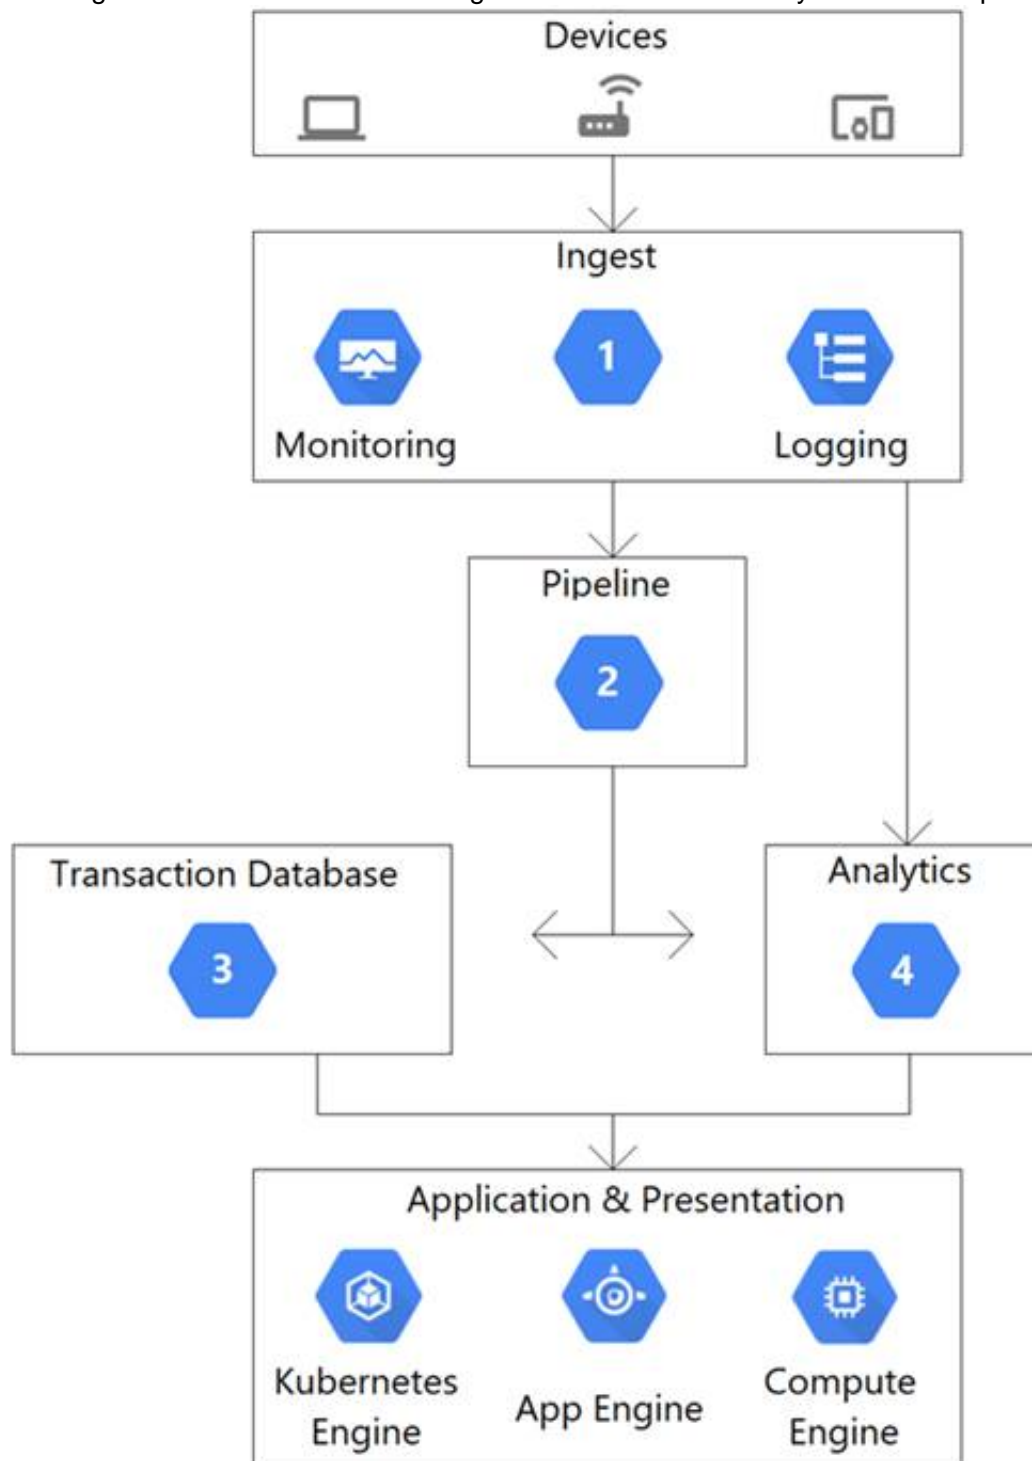 Devices
Ingest
1
Monitoring
Logging
Pipeline
2
Transaction Database
3
Analytics
4
Application & Presentation
Kubernetes
Engine
App Engine
Compute
Engine